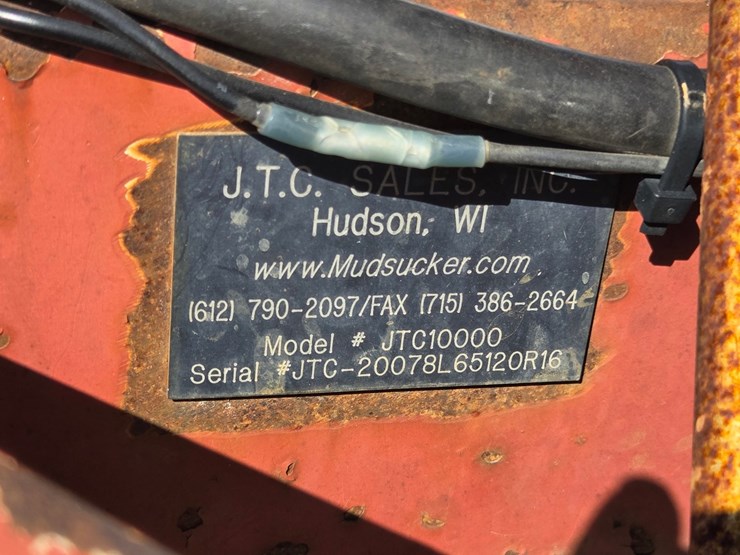 J.T.C. SALES, INC.
Hudson, WI
www.Mudsucker.com
(612) 790-2097/FAX (715) 386-2664
Model # JTC10000
Serial #JTC-20078L65120R16